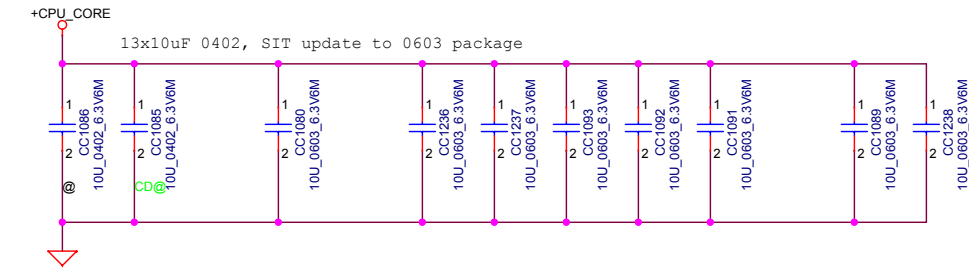 +CPU_CORE
13x10uF 0402, SIT update to 0603 package
1
2
CC1086
10U_0402_6.3V6M
@
1
2
CC1085
10U_0402_6.3V6M
CD@
1
2
CC1080
10U_0603_6.3V6M
1
2
CC1236
10U_0603_6.3V6M
1
2
CC1237
10U_0603_6.3V6M
1
2
CC1093
10U_0603_6.3V6M
1
2
CC1092
10U_0603_6.3V6M
1
2
CC1091
10U_0603_6.3V6M
1
2
CC1089
10U_0603_6.3V6M
1
2
CC1238
10U_0603_6.3V6M